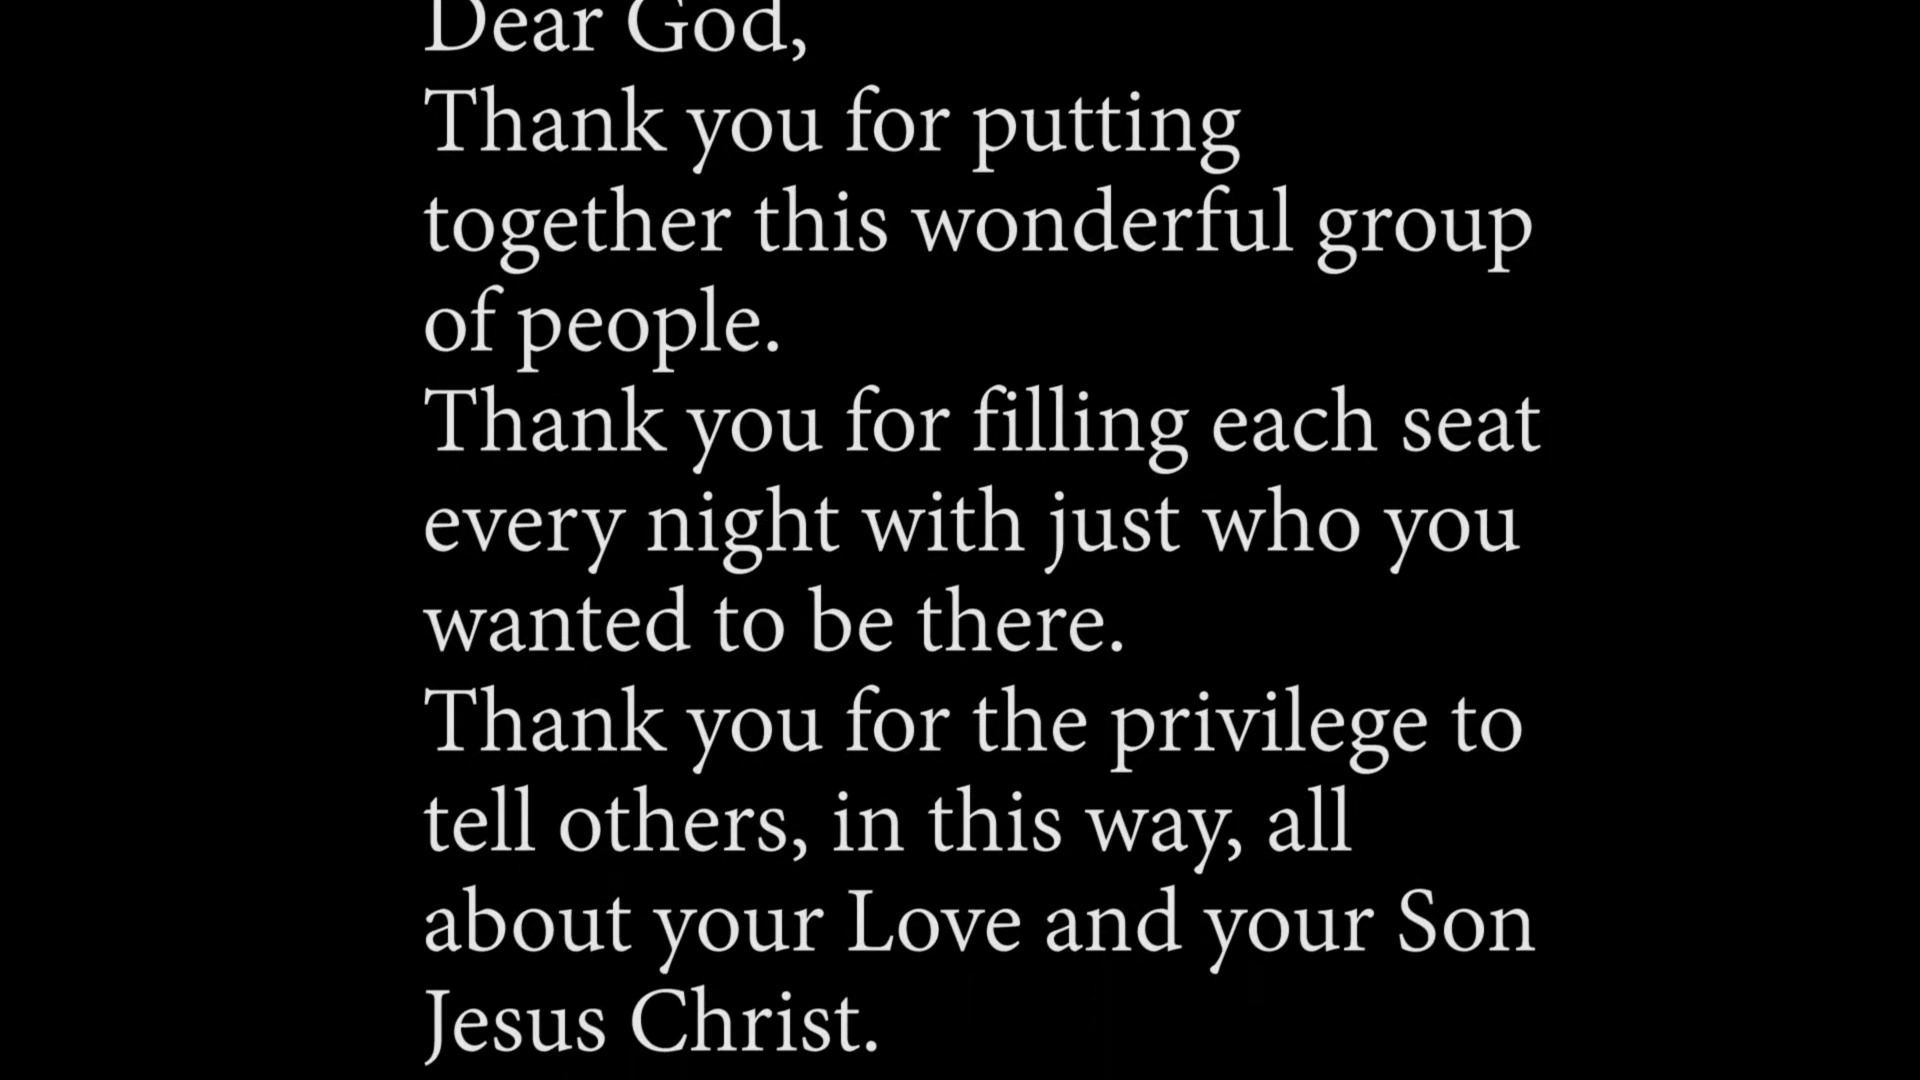 Dear God,
Thank you for putting
together this wonderful group
of people.
Thank you for filling each seat
every night with just who you
wanted to be there.
Thank you for the privilege to
tell others, in this way, all
about your Love and your Son
Jesus Christ.